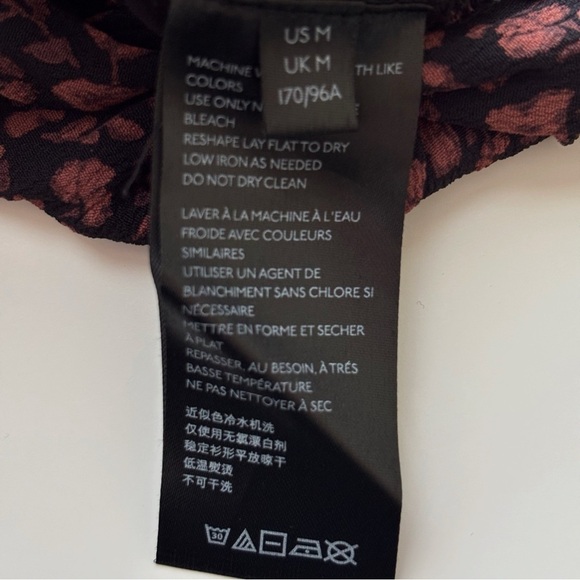 US M
UK M
170/96A
MACHINE W TH LIKE
COLORS
USE ONLY N
BLEACH
RESHAPE LAY FLAT TO DRY
LOW IRON AS NEEDED
DO NOT DRY CLEAN
LAVER À LA MACHINE À L'EAU
FROIDE AVEC COULEURS
SIMILAIRES
UTILISER UN AGENT DE
BLANCHIMENT SANS CHLORE SI
NÉCESSAIRE
METTRE EN FORME ET SECHER
À PLAT
REPASSER, AU BESOIN, À TRÉS
BASSE TEMPÉRATURE
NE PAS NETTOYER À SEC
近似色冷水机洗
仅使用无氯漂白剂
稳定衫形平放晾干
低温熨烫
不可干洗
30